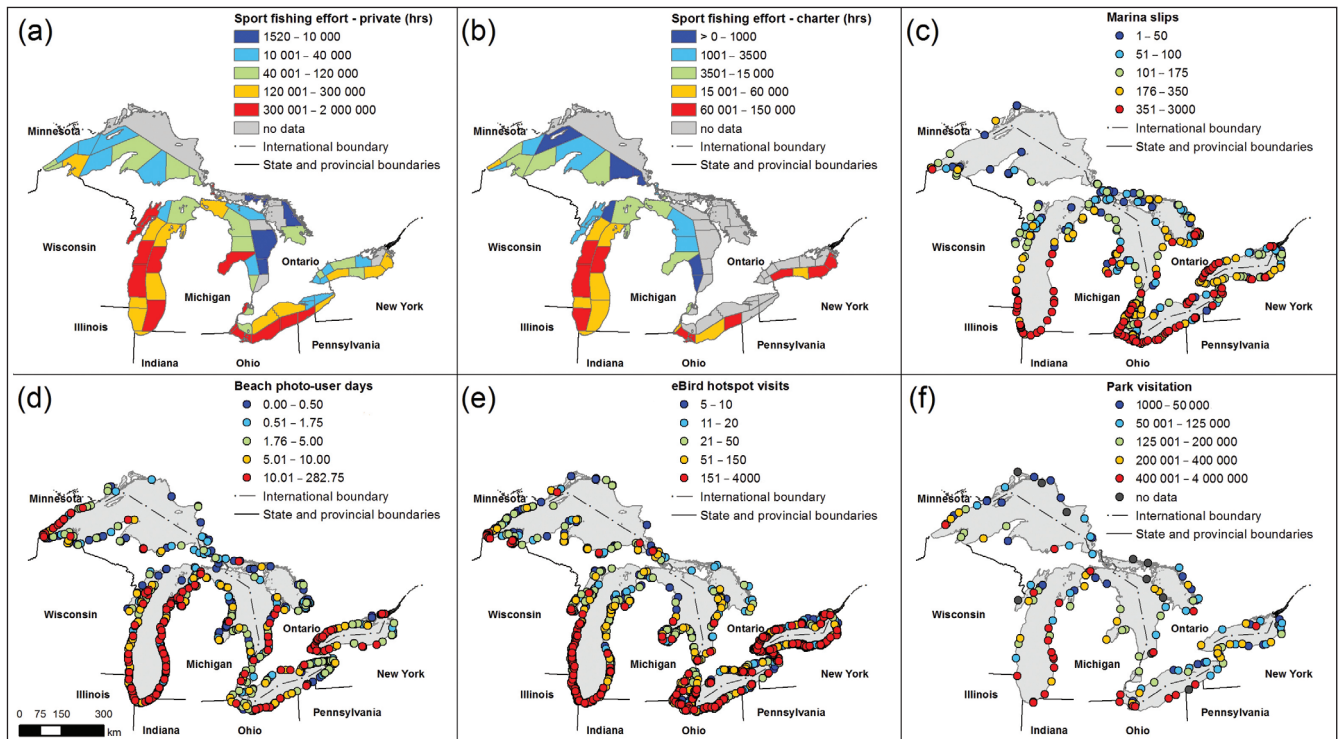 (a)
Sport fishing effort - private (hrs)
1520 – 10 000
10 001 – 40 000
40 001 – 120 000
120 001 – 300 000
300 001 – 2 000 000
no data
International boundary
State and provincial boundaries
Minnesota
Wisconsin
Ontario
Michigan
New York
Illinois
Pennsylvania
Indiana
Ohio
(b)
Sport fishing effort - charter (hrs)
> 0 – 1000
1001 – 3500
3501 – 15 000
15 001 – 60 000
60 001 – 150 000
no data
International boundary
State and provincial boundaries
Minnesota
Wisconsin
Ontario
Michigan
New York
Illinois
Pennsylvania
Indiana
Ohio
(c)
Marina slips
1 – 50
51 – 100
101 – 175
176 – 350
351 – 3000
International boundary
State and provincial boundaries
Minnesota
Wisconsin
Ontario
Michigan
New York
Illinois
Pennsylvania
Indiana
Ohio
(d)
Beach photo-user days
0.00 – 0.50
0.51 – 1.75
1.76 – 5.00
5.01 – 10.00
10.01 – 282.75
International boundary
State and provincial boundaries
Minnesota
Wisconsin
Ontario
Michigan
New York
Illinois
Pennsylvania
Indiana
Ohio
0 75 150 300
km
(e)
eBird hotspot visits
5 – 10
11 – 20
21 – 50
51 – 150
151 – 4000
International boundary
State and provincial boundaries
Minnesota
Wisconsin
Ontario
Michigan
New York
Illinois
Pennsylvania
Indiana
Ohio
(f)
Park visitation
1000 – 50 000
50 001 – 125 000
125 001 – 200 000
200 001 – 400 000
400 001 – 4 000 000
no data
International boundary
State and provincial boundaries
Minnesota
Wisconsin
Ontario
Michigan
New York
Illinois
Pennsylvania
Indiana
Ohio